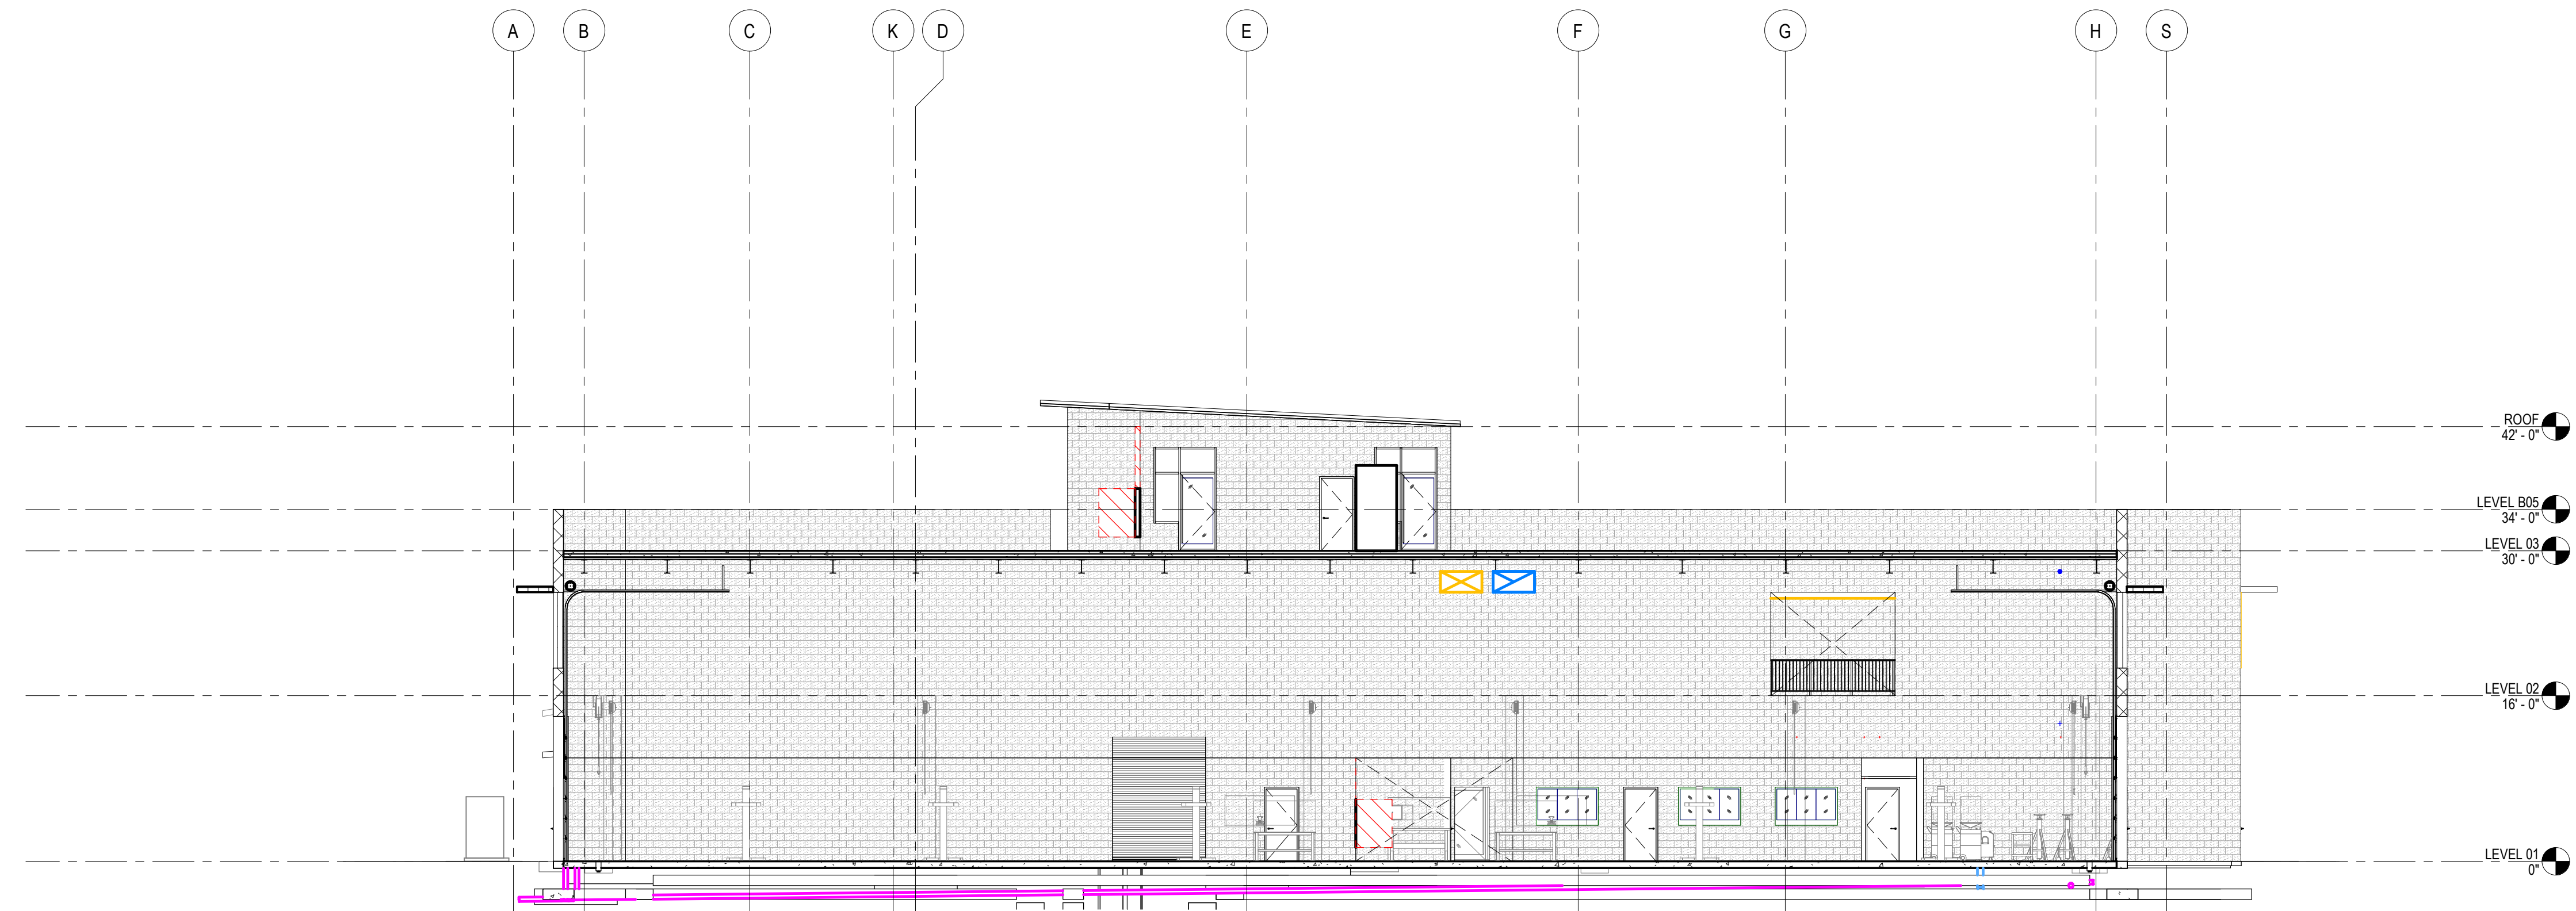 A
B
C
K
D
E
F
G
H
S
ROOF
42' - 0"
LEVEL B05
34' - 0"
LEVEL 03
30' - 0"
LEVEL 02
16' - 0"
LEVEL 01
0"